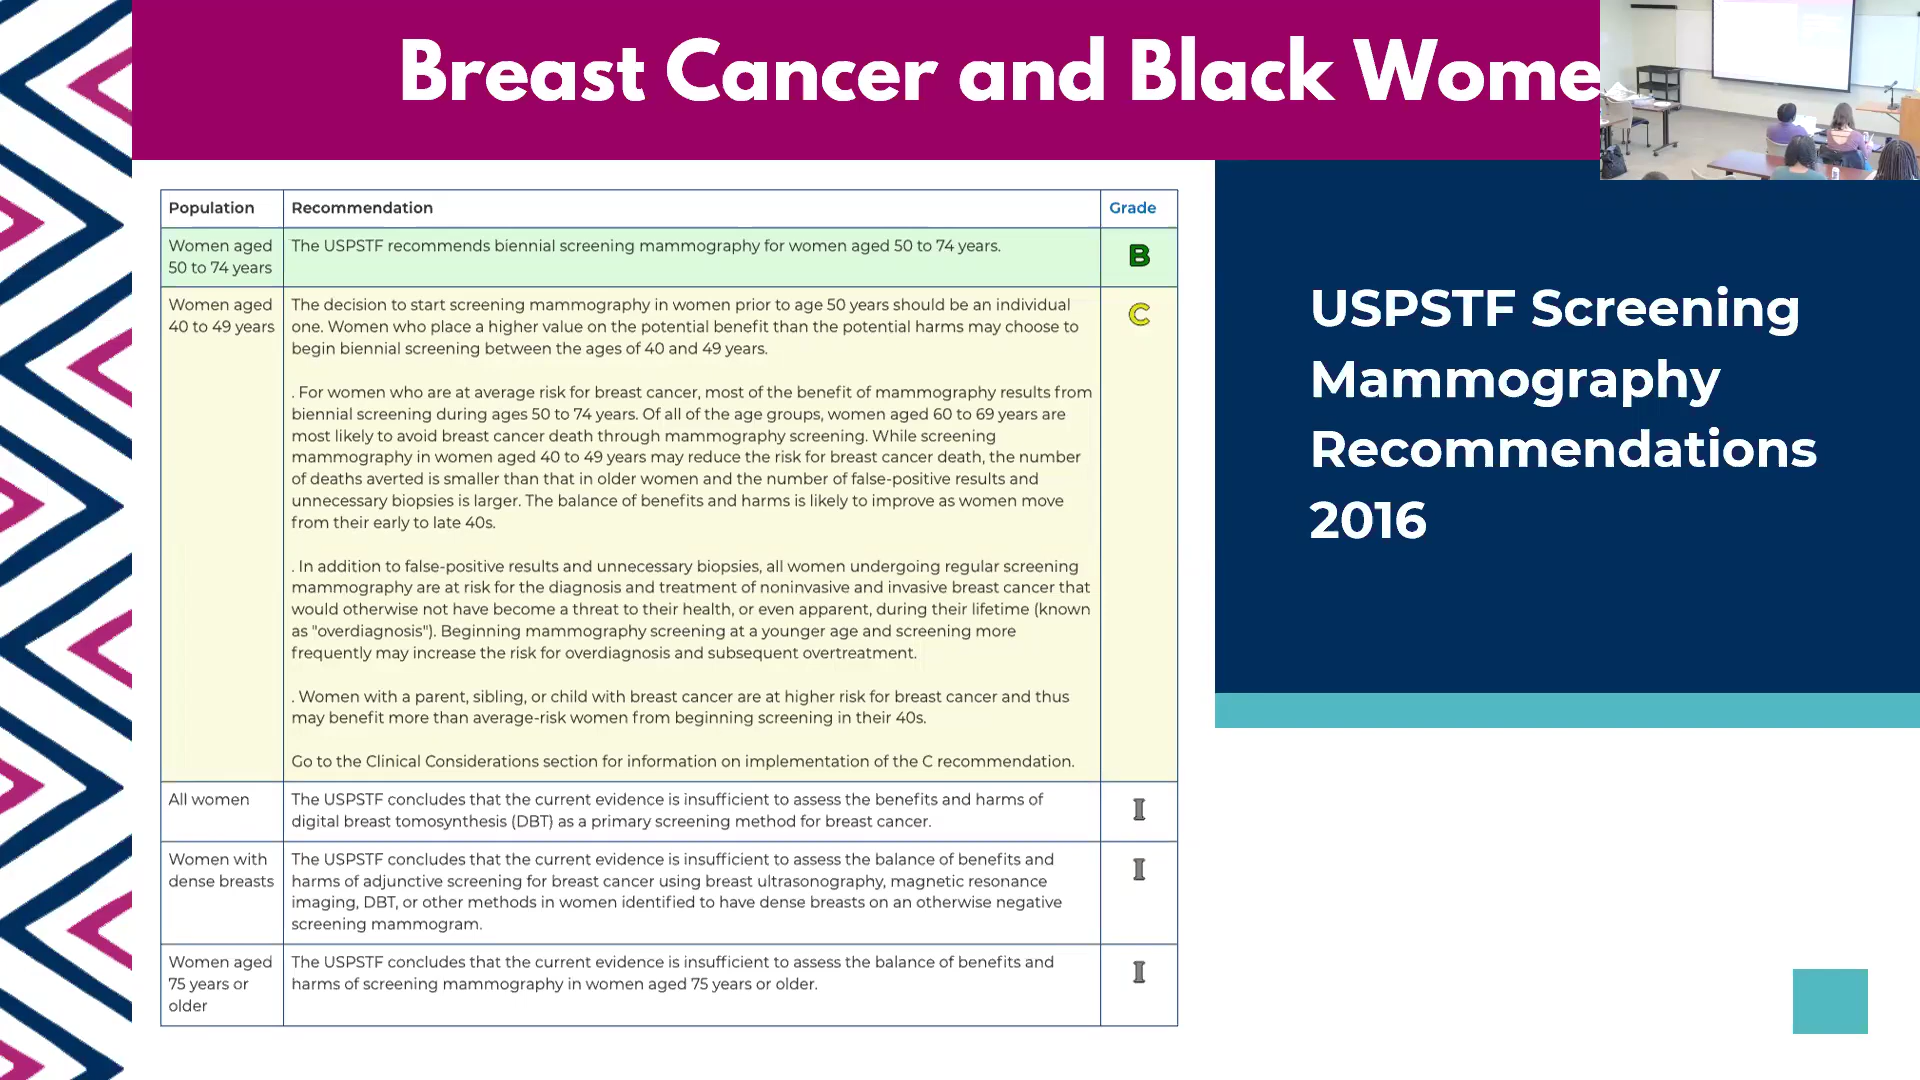 Breast Cancer and Black Wome
Population Recommendation Grade
Women aged
50 to 74 years
The USPSTF recommends biennial screening mammography for women aged 50 to 74 years.
B
Women aged
40 to 49 years
The decision to start screening mammography in women prior to age 50 years should be an individual
one. Women who place a higher value on the potential benefit than the potential harms may choose to
begin biennial screening between the ages of 40 and 49 years.
. For women who are at average risk for breast cancer, most of the benefit of mammography results from
biennial screening during ages 50 to 74 years. Of all of the age groups, women aged 60 to 69 years are
most likely to avoid breast cancer death through mammography screening. While screening
mammography in women aged 40 to 49 years may reduce the risk for breast cancer death, the number
of deaths averted is smaller than that in older women and the number of false-positive results and
unnecessary biopsies is larger. The balance of benefits and harms is likely to improve as women move
from their early to late 40s.
. In addition to false-positive results and unnecessary biopsies, all women undergoing regular screening
mammography are at risk for the diagnosis and treatment of noninvasive and invasive breast cancer that
would otherwise not have become a threat to their health, or even apparent, during their lifetime (known
as "overdiagnosis"). Beginning mammography screening at a younger age and screening more
frequently may increase the risk for overdiagnosis and subsequent overtreatment.
. Women with a parent, sibling, or child with breast cancer are at higher risk for breast cancer and thus
may benefit more than average-risk women from beginning screening in their 40s.
Go to the Clinical Considerations section for information on implementation of the C recommendation.
C
All women
The USPSTF concludes that the current evidence is insufficient to assess the benefits and harms of
digital breast tomosynthesis (DBT) as a primary screening method for breast cancer.
I
Women with
dense breasts
The USPSTF concludes that the current evidence is insufficient to assess the balance of benefits and
harms of adjunctive screening for breast cancer using breast ultrasonography, magnetic resonance
imaging, DBT, or other methods in women identified to have dense breasts on an otherwise negative
screening mammogram.
I
Women aged
75 years or
older
The USPSTF concludes that the current evidence is insufficient to assess the balance of benefits and
harms of screening mammography in women aged 75 years or older.
I
USPSTF Screening
Mammography
Recommendations
2016